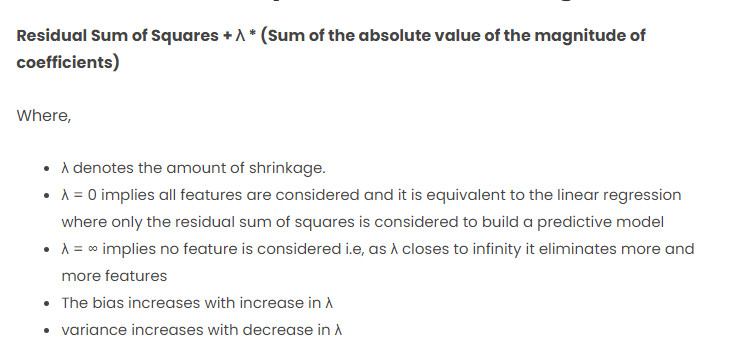 Residual Sum of Squares + λ * (Sum of the absolute value of the magnitude of
coefficients)
Where,
• λ denotes the amount of shrinkage.
• λ = 0 implies all features are considered and it is equivalent to the linear regression
where only the residual sum of squares is considered to build a predictive model
• λ = ∞ implies no feature is considered i.e, as λ closes to infinity it eliminates more and
more features
• The bias increases with increase in λ
• variance increases with decrease in λ